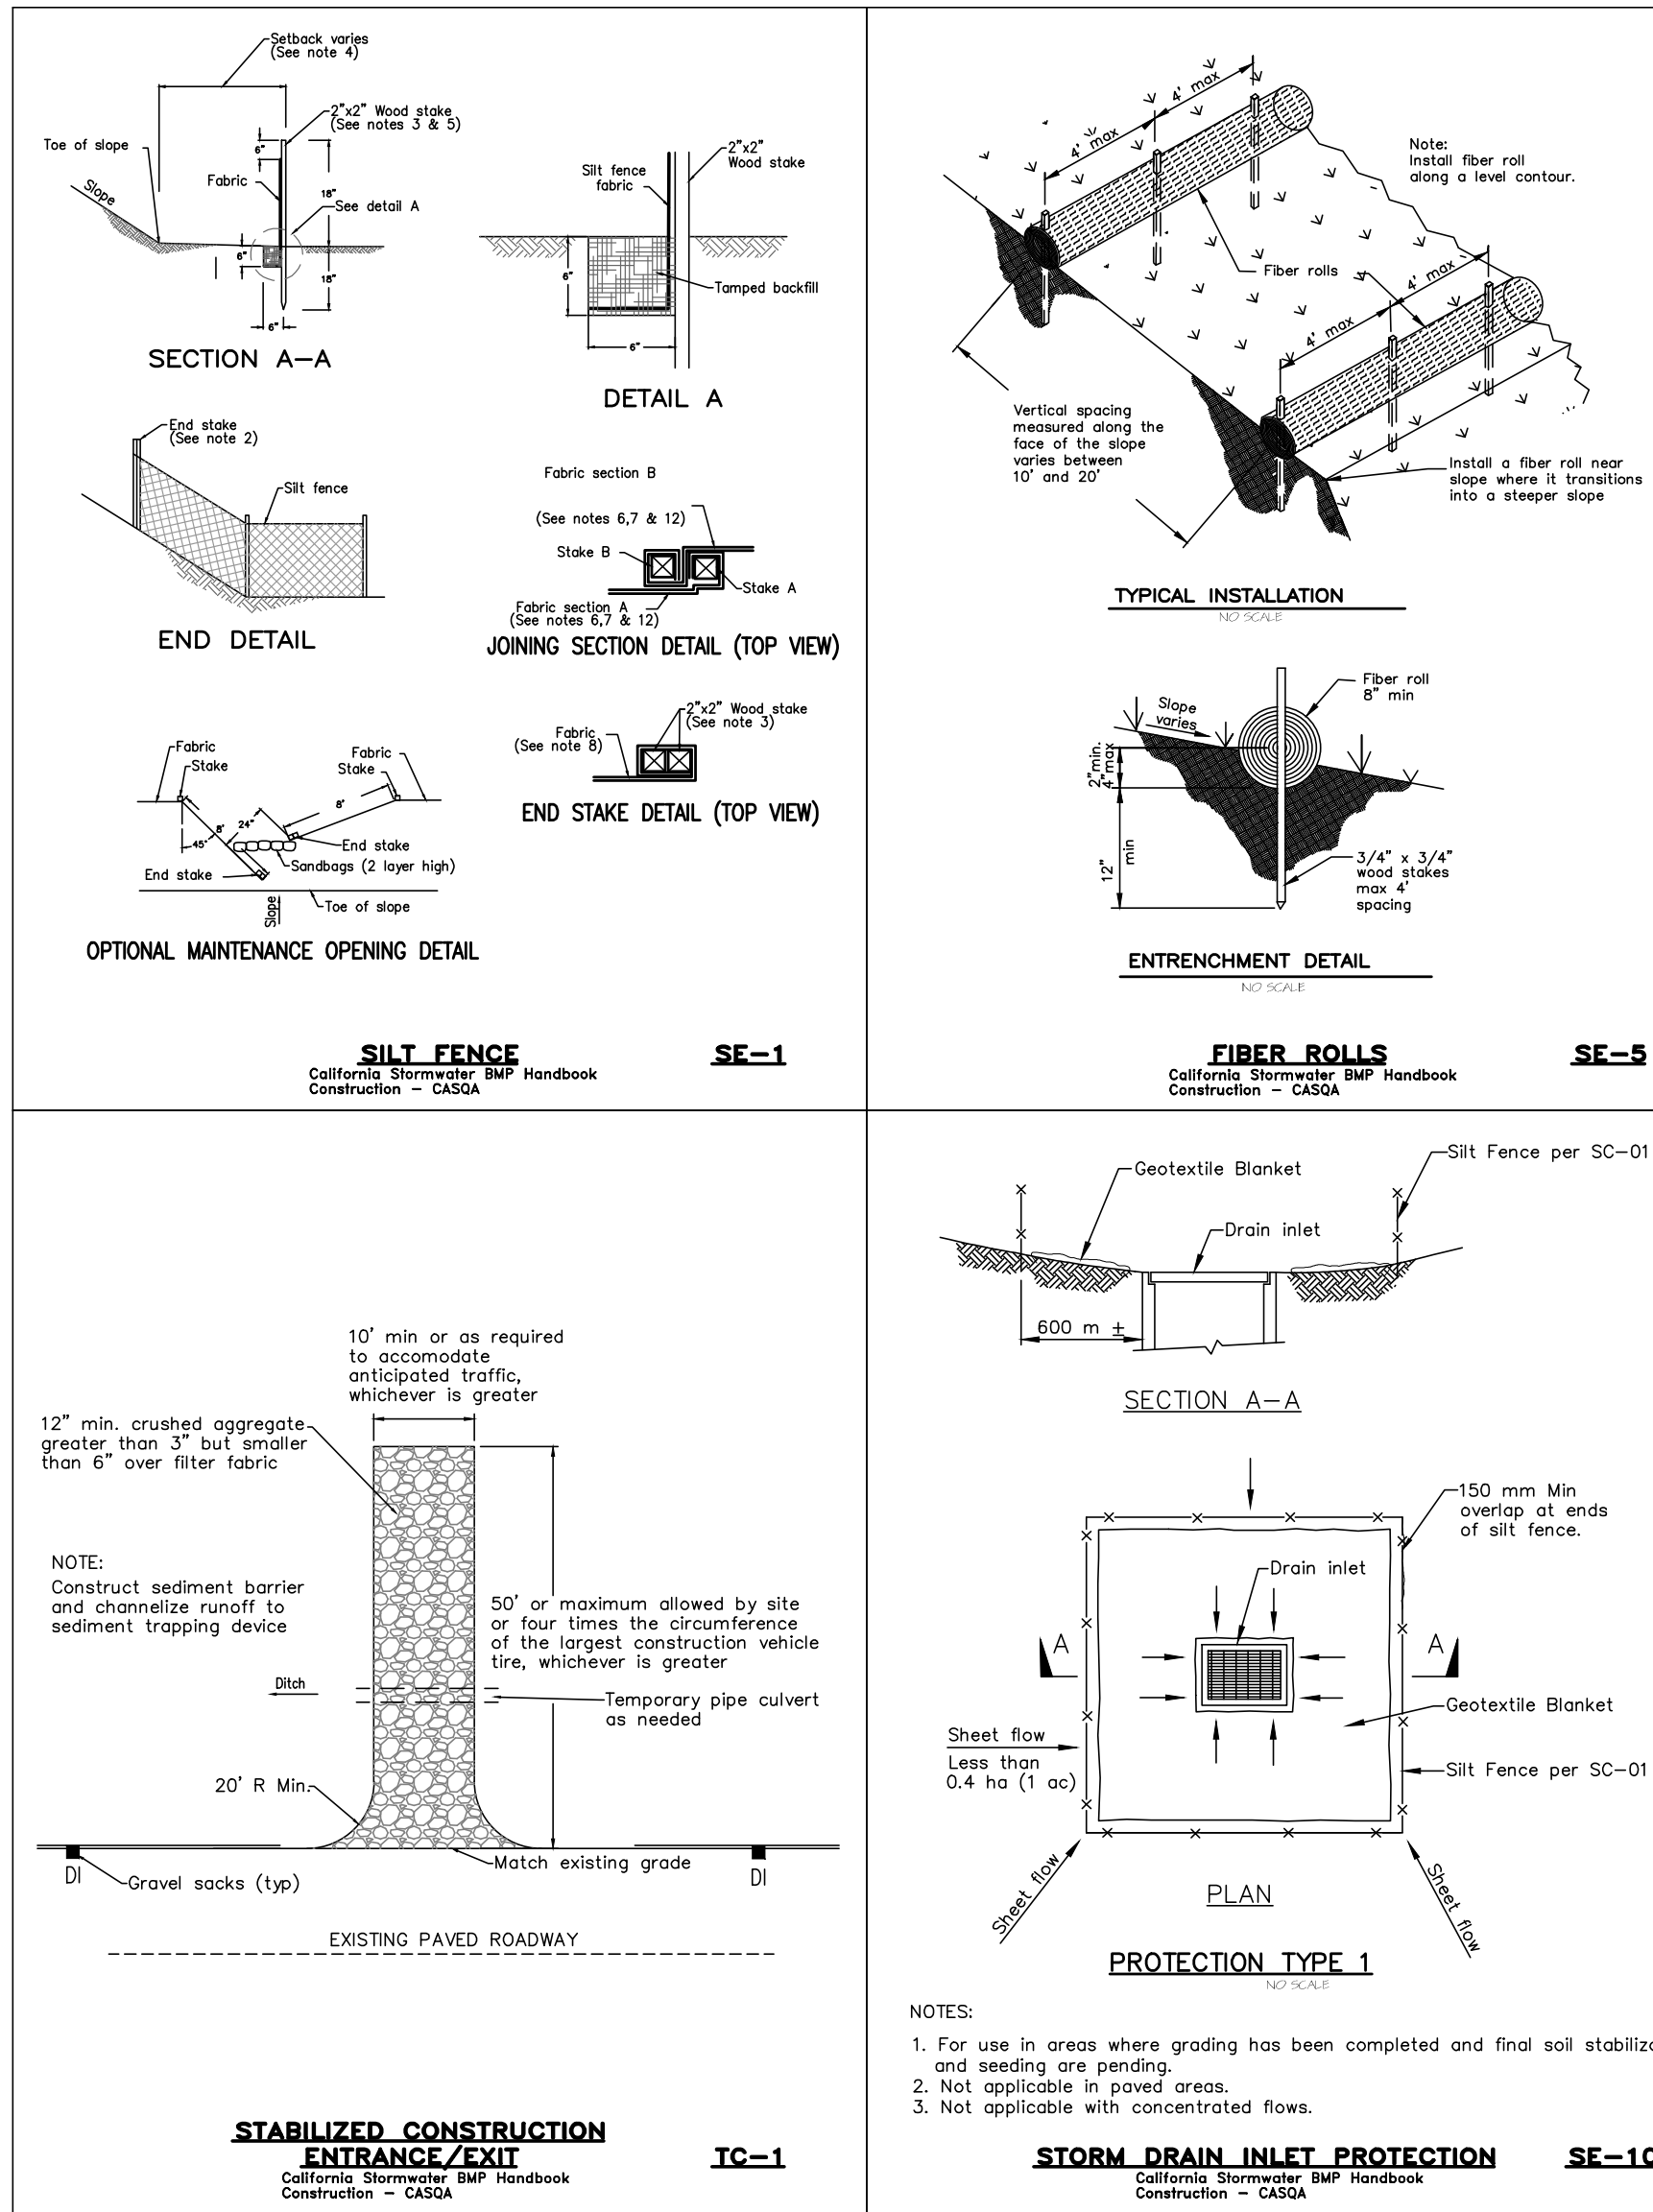 Setback varies
(See note 4)
2"x2" Wood stake
(See notes 3 & 5)
Toe of slope
6"
Fabric
18"
Slope
See detail A
6"
18"
6"
SECTION A-A
2"x2"
Wood stake
Silt fence
fabric
6"
Tamped backfill
6"
DETAIL A
End stake
(See note 2)
Silt fence
END DETAIL
Fabric section B
(See notes 6,7 & 12)
Stake B
Stake A
Fabric section A
(See notes 6,7 & 12)
JOINING SECTION DETAIL (TOP VIEW)
2"x2" Wood stake
(See note 3)
Fabric
(See note 8)
END STAKE DETAIL (TOP VIEW)
Fabric
Stake
Fabric
Stake
8'
24"
8'
45°
End stake
Sandbags (2 layer high)
End stake
Toe of slope
Slope
OPTIONAL MAINTENANCE OPENING DETAIL
SILT FENCE
SE-1
California Stormwater BMP Handbook
Construction - CASQA
4' max
4' max
Note:
Install fiber roll
along a level contour.
Fiber rolls
4' max
4' max
Vertical spacing
measured along the
face of the slope
varies between
10' and 20'
Install a fiber roll near
slope where it transitions
into a steeper slope
TYPICAL INSTALLATION
NO SCALE
Fiber roll
8" min
Slope
varies
2"min.
4"max
12"
min
3/4" x 3/4"
wood stakes
max 4'
spacing
ENTRENCHMENT DETAIL
NO SCALE
FIBER ROLLS
SE-5
California Stormwater BMP Handbook
Construction - CASQA
10' min or as required
to accomodate
anticipated traffic,
whichever is greater
12" min. crushed aggregate
greater than 3" but smaller
than 6" over filter fabric
NOTE:
Construct sediment barrier
and channelize runoff to
sediment trapping device
50' or maximum allowed by site
or four times the circumference
of the largest construction vehicle
tire, whichever is greater
Ditch
Temporary pipe culvert
as needed
20' R Min.
Match existing grade
DI
Gravel sacks (typ)
DI
EXISTING PAVED ROADWAY
STABILIZED CONSTRUCTION
ENTRANCE/EXIT
TC-1
California Stormwater BMP Handbook
Construction - CASQA
Silt Fence per SC-01
Geotextile Blanket
Drain inlet
600 m ±
SECTION A-A
150 mm Min
overlap at ends
of silt fence.
Drain inlet
A
A
Geotextile Blanket
Sheet flow
Less than
0.4 ha (1 ac)
Silt Fence per SC-01
Sheet flow
Sheet flow
PLAN
PROTECTION TYPE 1
NO SCALE
NOTES:
1. For use in areas where grading has been completed and final soil
and seeding are pending.
2. Not applicable in paved areas.
3. Not applicable with concentrated flows.
STORM DRAIN INLET PROTECTION
SE-10
California Stormwater BMP Handbook
Construction - CASQA